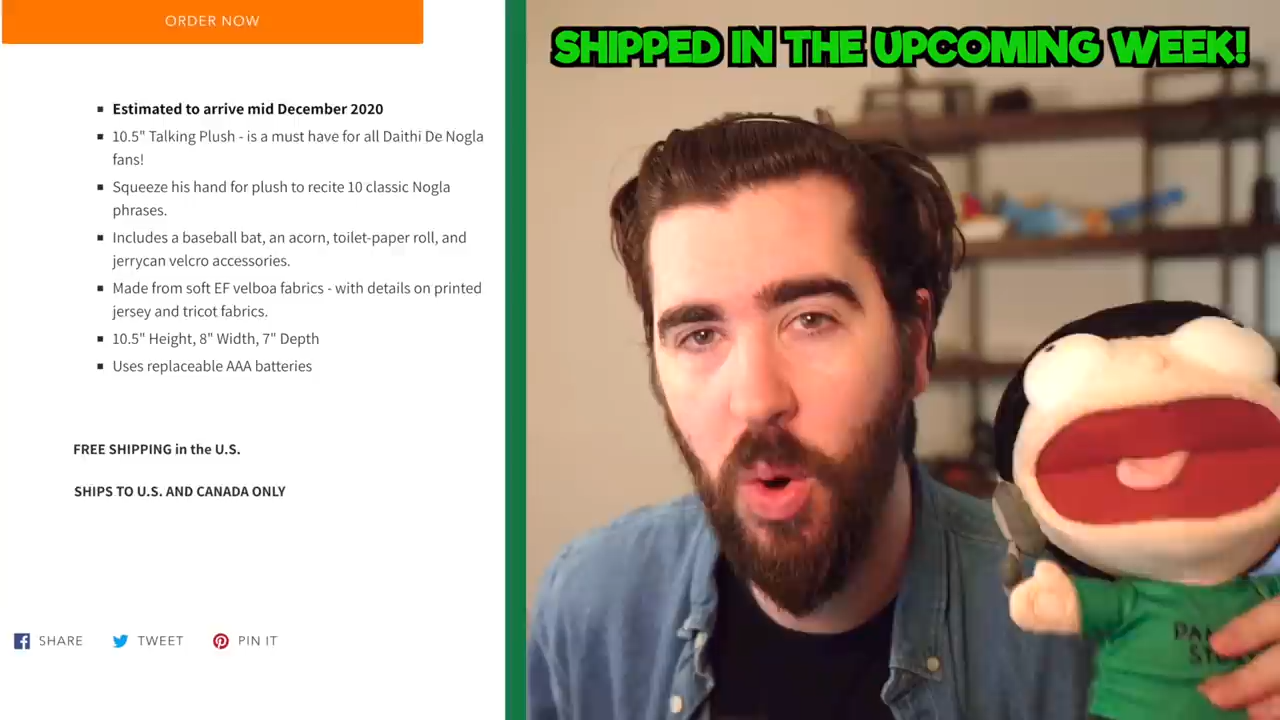 ORDER NOW
SHIPPED IN THE UPCOMING WEEK!
Estimated to arrive mid December 2020
10.5" Talking Plush - is a must have for all Daithi De Nogla
fans!
Squeeze his hand for plush to recite 10 classic Nogla
phrases.
Includes a baseball bat, an acorn, toilet-paper roll, and
jerrycan velcro accessories.
Made from soft EF velboa fabrics - with details on printed
jersey and tricot fabrics.
10.5" Height, 8" Width, 7" Depth
Uses replaceable AAA batteries
FREE SHIPPING in the U.S.
SHIPS TO U.S. AND CANADA ONLY
SHARE TWEET PIN IT